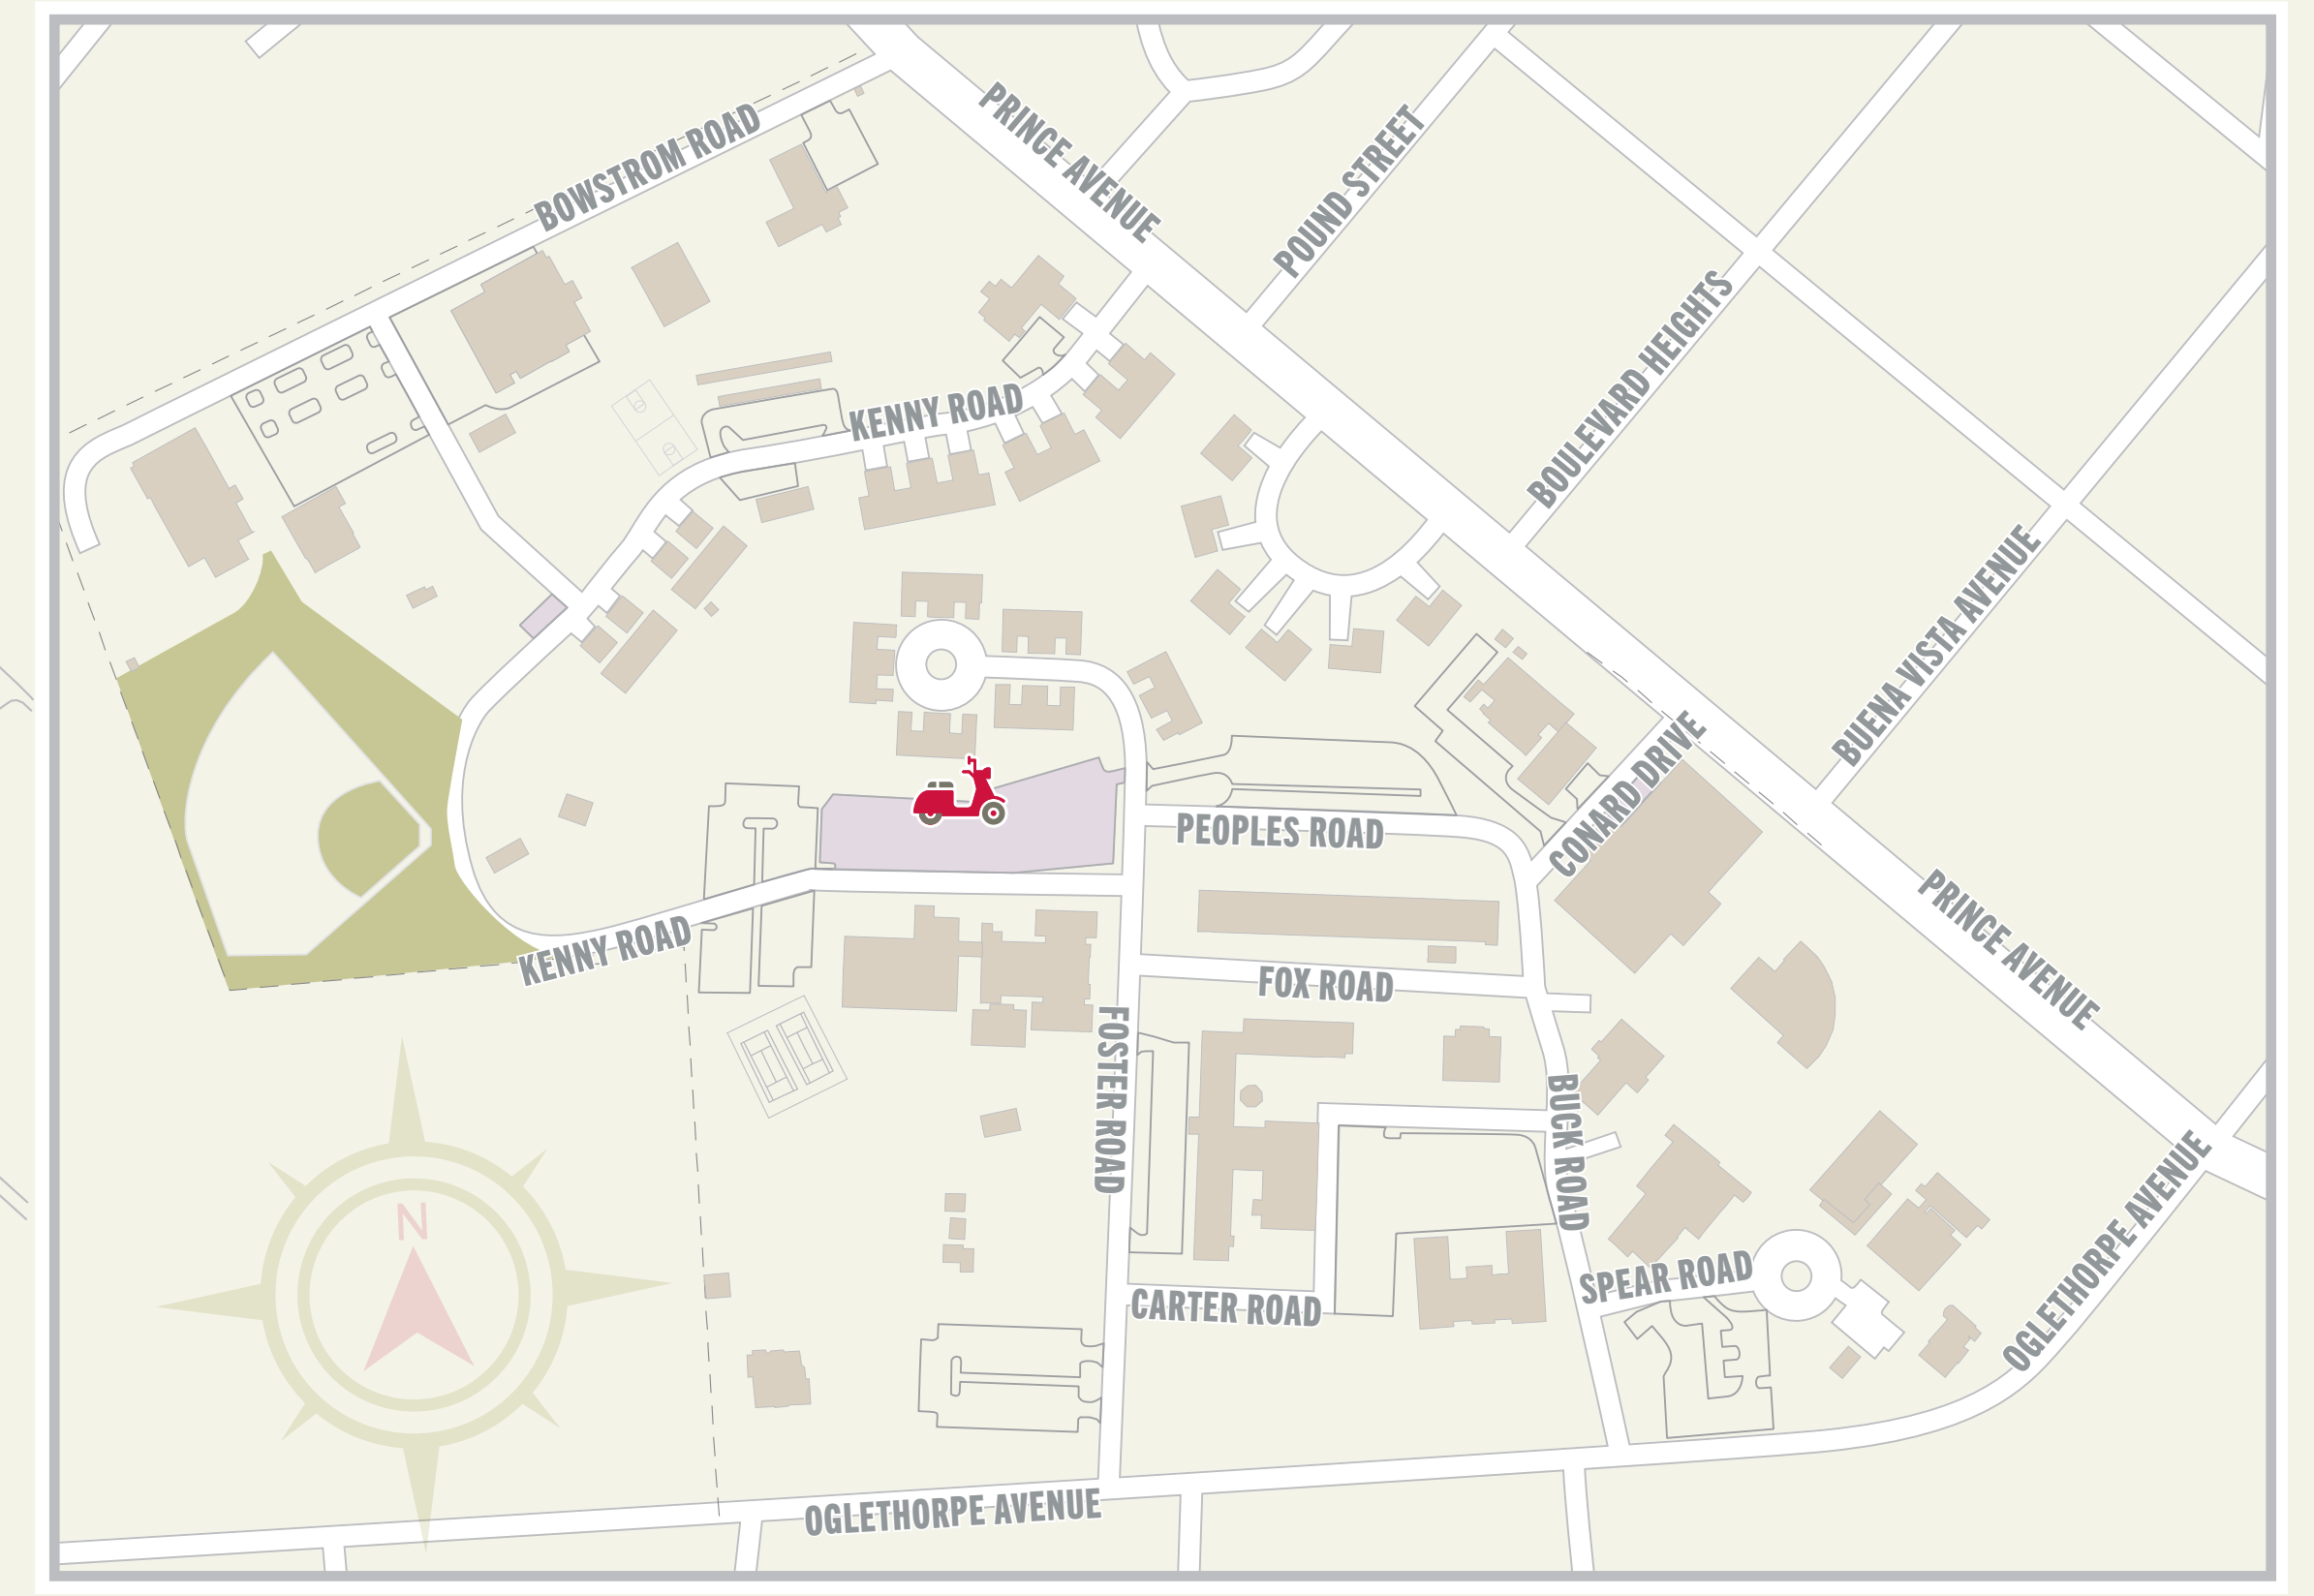 PRINCE AVENUE
BOWSTROM ROAD
POUND STREET
BOULEVARD HEIGHTS
KENNY ROAD
BUENA VISTA AVENUE
CONARD DRIVE
PEOPLES ROAD
PRINCE AVENUE
KENNY ROAD
FOX ROAD
FOSTER ROAD
BUCK ROAD
OGLETHORPE AVENUE
N
SPEAR ROAD
CARTER ROAD
OGLETHORPE AVENUE